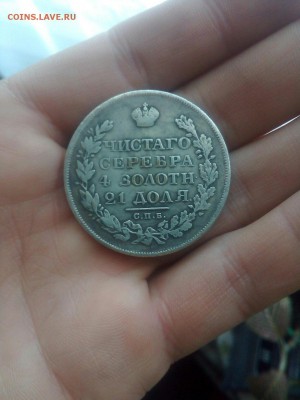 COINS.LAVE.RU
ЧИСТАГО
СЕРЕБРА
4 ЗОЛОТН
21 ДОЛЯ
С.П.Б.